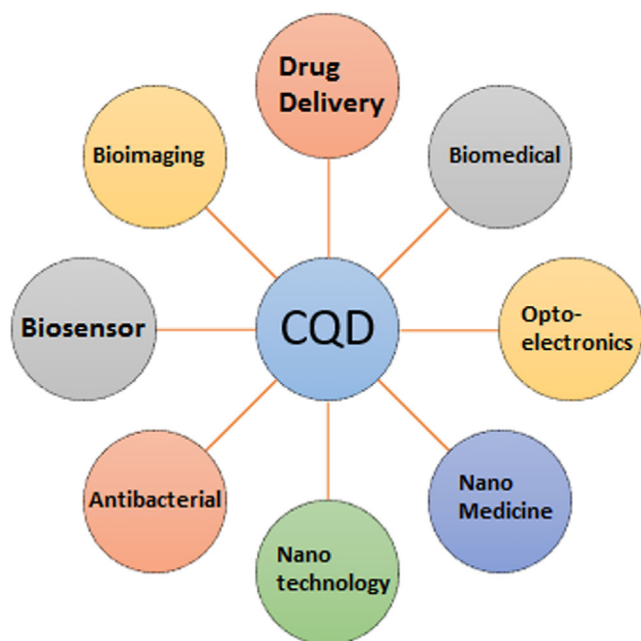 Drug
Delivery
Bioimaging
Biomedical
Biosensor
CQD
Opto-
electronics
Antibacterial
Nano
Medicine
Nano
technology